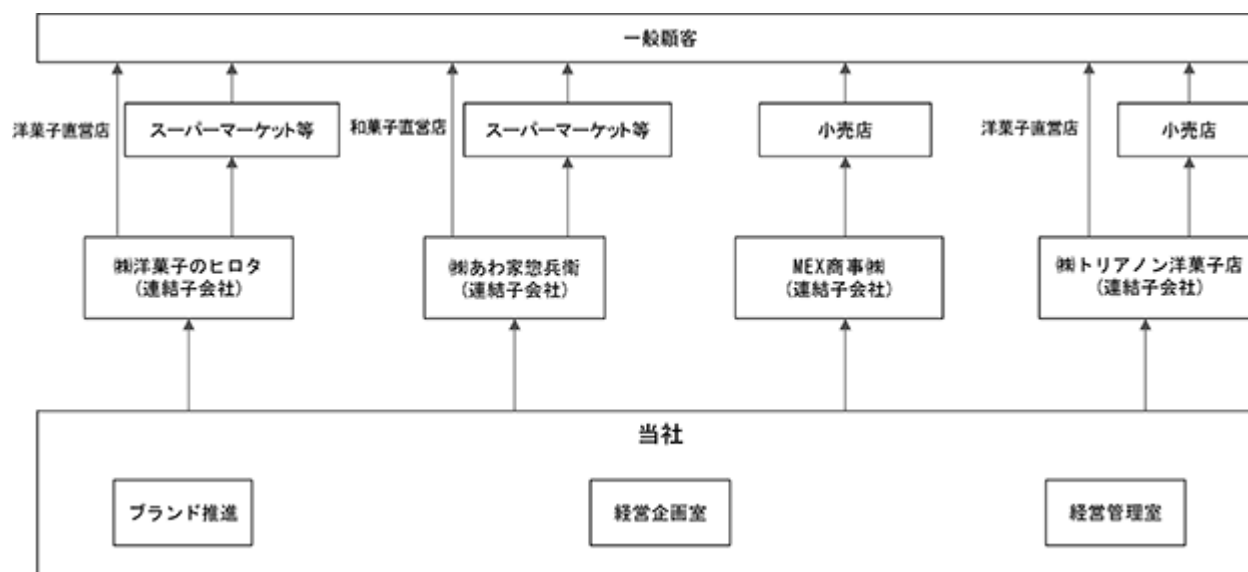 一般顧客
洋菓子直営店
スーパーマーケット等
和菓子直営店
スーパーマーケット等
小売店
洋菓子直営店
小売店
㈱洋菓子のヒロタ
(連結子会社)
㈱あわ家惣兵衛
(連結子会社)
MEX商事㈱
(連結子会社)
㈱トリアノン洋菓子店
(連結子会社)
当社
ブランド推進
経営企画室
経営管理室